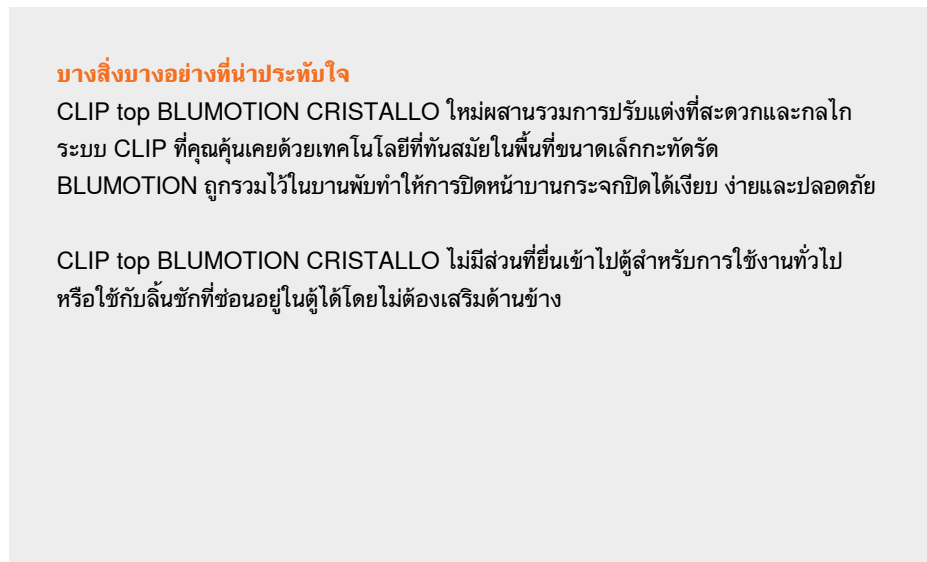 บางสิ่งบางอย่างที่น่าประทับใจ
CLIP top BLUMOTION CRISTALLO ใหม่ผสานรวมการปรับแต่งที่สะดวกและกลไก
ระบบ CLIP ที่คุณคุ้นเคยด้วยเทคโนโลยีที่ทันสมัยในพื้นที่ขนาดเล็กกะทัดรัด
BLUMOTION ถูกรวมไว้ในบานพับทำให้การปิดหน้าบานกระจกปิดได้เงียบ ง่ายและปลอดภัย
CLIP top BLUMOTION CRISTALLO ไม่มีส่วนที่ยื่นเข้าไปตู้สำหรับการใช้งานทั่วไป
หรือใช้กับลิ้นชักที่ซ่อนอยู่ในตู้ได้โดยไม่ต้องเสริมด้านข้าง